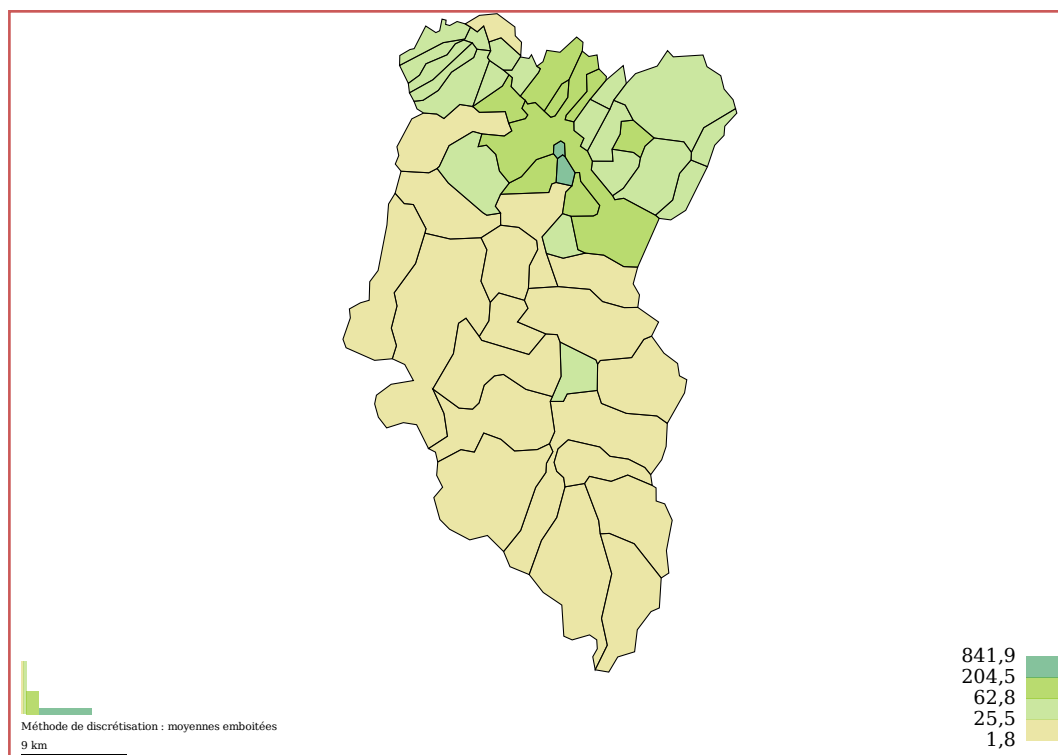 841,9
204,5
62,8
25,5
1,8
Méthode de discrétisation : moyennes emboitées
9 km